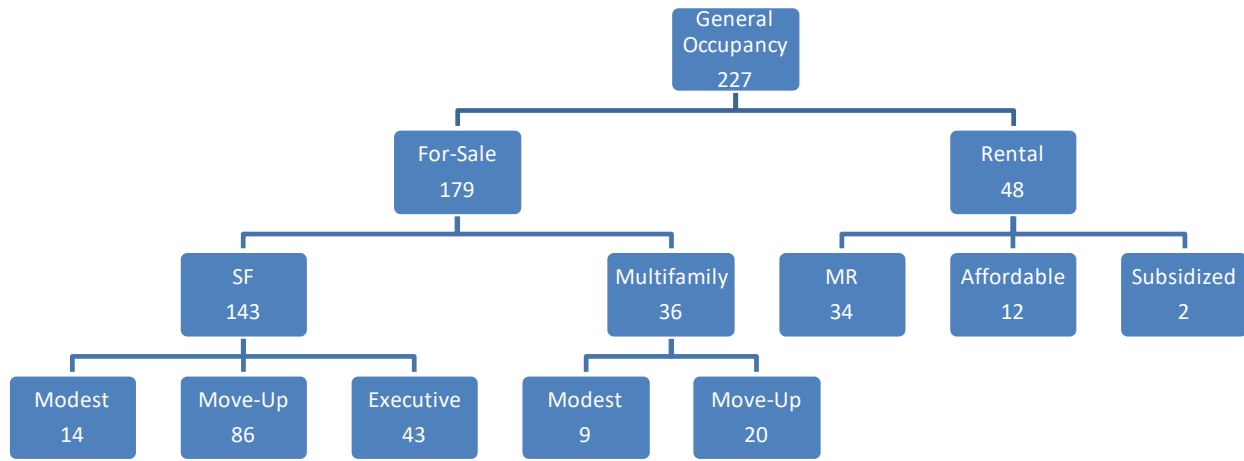 General
Occupancy
227
For-Sale
179
Rental
48
SF
143
Multifamily
36
MR
34
Affordable
12
Subsidized
2
Modest
14
Move-Up
86
Executive
43
Modest
9
Move-Up
20